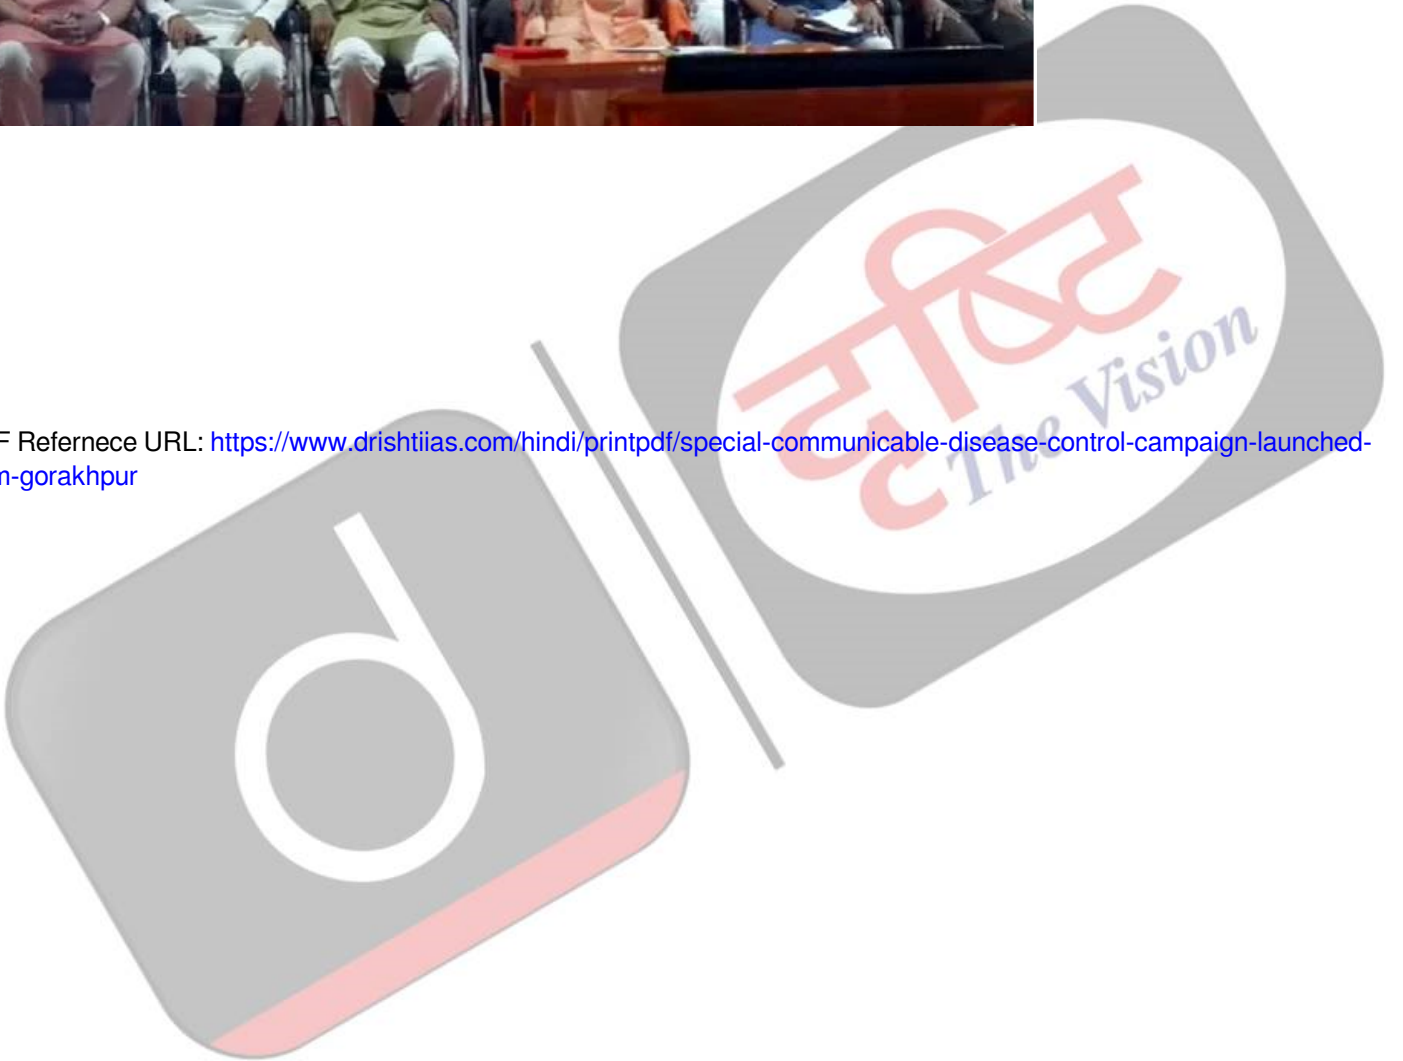 दृष्टि
The Vision
F Refernece URL: https://www.drishtiias.com/hindi/printpdf/special-communicable-disease-control-campaign-launched-
m-gorakhpur
d